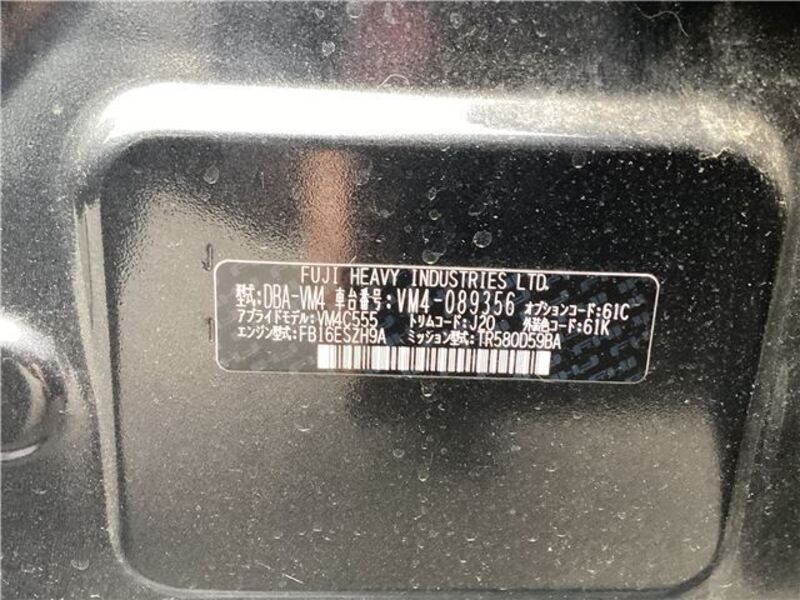 FUJI HEAVY INDUSTRIES LTD.
型式:DBA-VM4 車台番号:VM4-089356 オプションコード:61C
アプライドモデル:VM4C555 トリムコード:J20 外装色コード:61K
エンジン型式:FB16ESZH9A ミッション型式:TR580D59BA